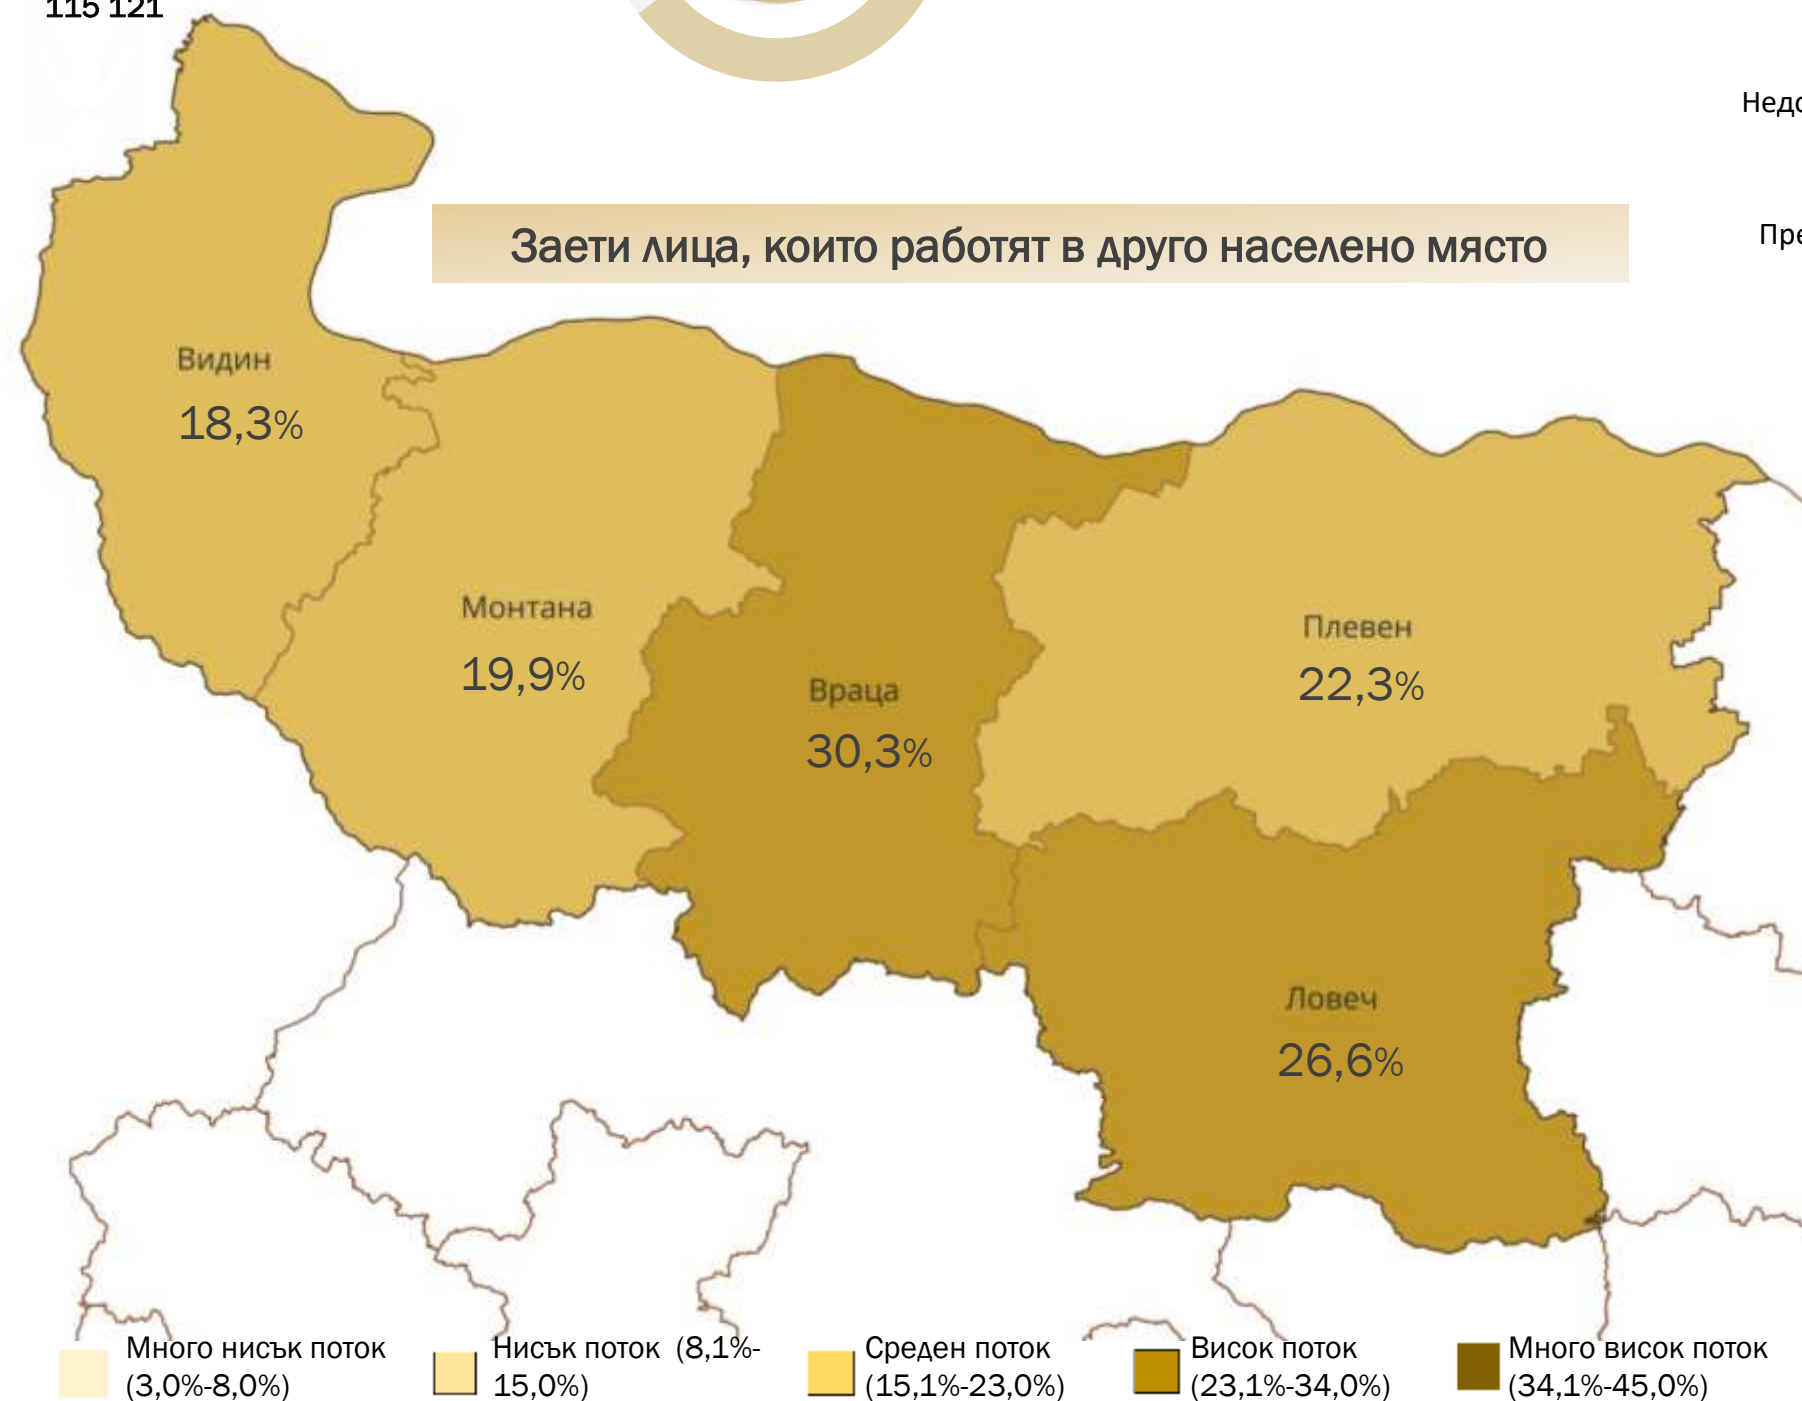 115 121
Недо
Пре
Заети лица, които работят в друго населено място
Видин
18,3%
Монтана
19,9%
Враца
30,3%
Плевен
22,3%
Ловеч
26,6%
Много нисък поток
(3,0%-8,0%)
Нисък поток (8,1%-
15,0%)
Среден поток
(15,1%-23,0%)
Висок поток
(23,1%-34,0%)
Много висок поток
(34,1%-45,0%)